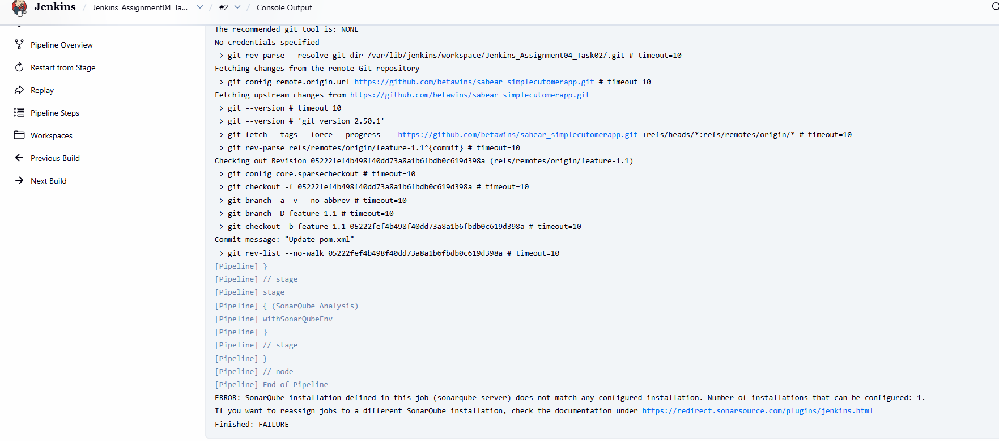 Jenkins / Jenkins_Assignment04_Ta... / #2 / Console Output
Pipeline Overview
Restart from Stage
Replay
Pipeline Steps
Workspaces
Previous Build
Next Build
The recommended git tool is: NONE
No credentials specified
> git rev-parse --resolve-git-dir /var/lib/jenkins/workspace/Jenkins_Assignment04_Task02/.git # timeout=10
Fetching changes from the remote Git repository
> git config remote.origin.url https://github.com/betawins/sabear_simplecutomerapp.git # timeout=10
Fetching upstream changes from https://github.com/betawins/sabear_simplecutomerapp.git
> git --version # timeout=10
> git --version # 'git version 2.50.1'
> git fetch --tags --force --progress -- https://github.com/betawins/sabear_simplecutomerapp.git +refs/heads/*:refs/remotes/origin/* # timeout=10
> git rev-parse refs/remotes/origin/feature-1.1^{commit} # timeout=10
Checking out Revision 05222fef4b498f40dd73a8a1b6fbdb0c619d398a (refs/remotes/origin/feature-1.1)
> git config core.sparsecheckout # timeout=10
> git checkout -f 05222fef4b498f40dd73a8a1b6fbdb0c619d398a # timeout=10
> git branch -a -v --no-abbrev # timeout=10
> git branch -D feature-1.1 # timeout=10
> git checkout -b feature-1.1 05222fef4b498f40dd73a8a1b6fbdb0c619d398a # timeout=10
Commit message: "Update pom.xml"
> git rev-list --no-walk 05222fef4b498f40dd73a8a1b6fbdb0c619d398a # timeout=10
[Pipeline] }
[Pipeline] // stage
[Pipeline] stage
[Pipeline] { (SonarQube Analysis)
[Pipeline] withSonarQubeEnv
[Pipeline] }
[Pipeline] // stage
[Pipeline] }
[Pipeline] // node
[Pipeline] End of Pipeline
ERROR: SonarQube installation defined in this job (sonarqube-server) does not match any configured installation. Number of installations that can be configured: 1.
If you want to reassign jobs to a different SonarQube installation, check the documentation under https://redirect.sonarsource.com/plugins/jenkins.html
Finished: FAILURE